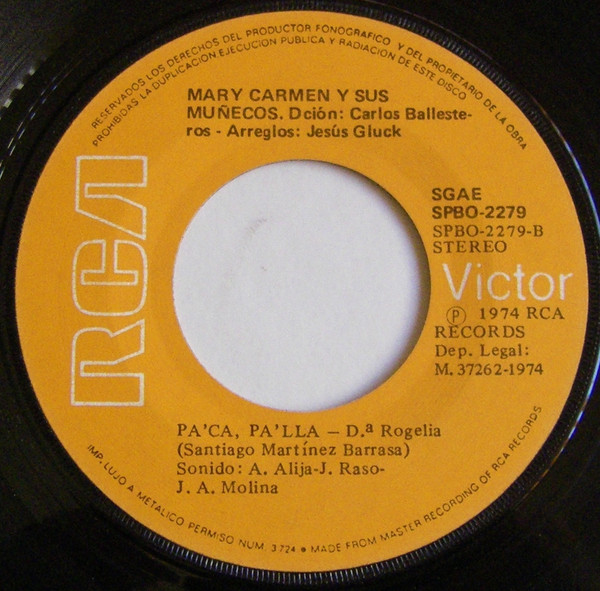 RESERVADOS LOS DERECHOS DEL PRODUCTOR FONOGRAFICO Y DEL PROPIETARIO DE LA OBRA
PROHIBIDAS LA DUPLICACION, EJECUCION PUBLICA Y RADIACION DE ESTE DISCO
MARY CARMEN Y SUS
MUÑECOS. Dción: Carlos Balleste-
ros - Arreglos: Jesús Gluck
SGAE
SPBO-2279
SPBO-2279-B
STEREO
RCA
Victor
Ⓟ 1974 RCA
RECORDS
Dep. Legal:
M. 37262-1974
PA'CA, PA'LLA — D.ª Rogelia
(Santiago Martínez Barrasa)
Sonido: A. Alija-J. Raso-
J. A. Molina
IMP. LUJO A METALICO PERMISO NUM. 3724 • MADE FROM MASTER RECORDING OF RCA RECORDS